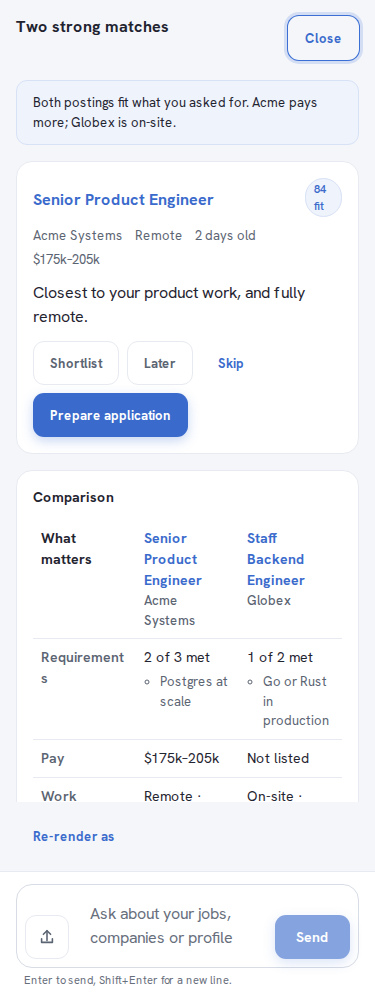 Two strong matches
Close
Both postings fit what you asked for. Acme pays
more; Globex is on-site.
Senior Product Engineer
84
fit
Acme Systems Remote 2 days old
$175k–205k
Closest to your product work, and fully
remote.
Shortlist
Later
Skip
Prepare application
Comparison
What
matters
Senior
Product
Engineer
Acme
Systems
Staff
Backend
Engineer
Globex
Requirement
s
2 of 3 met
Postgres at
scale
1 of 2 met
Go or Rust
in
production
Pay
$175k–205k
Not listed
Work
Remote ·
On-site ·
Re-render as
Ask about your jobs,
companies or profile
Send
Enter to send, Shift+Enter for a new line.